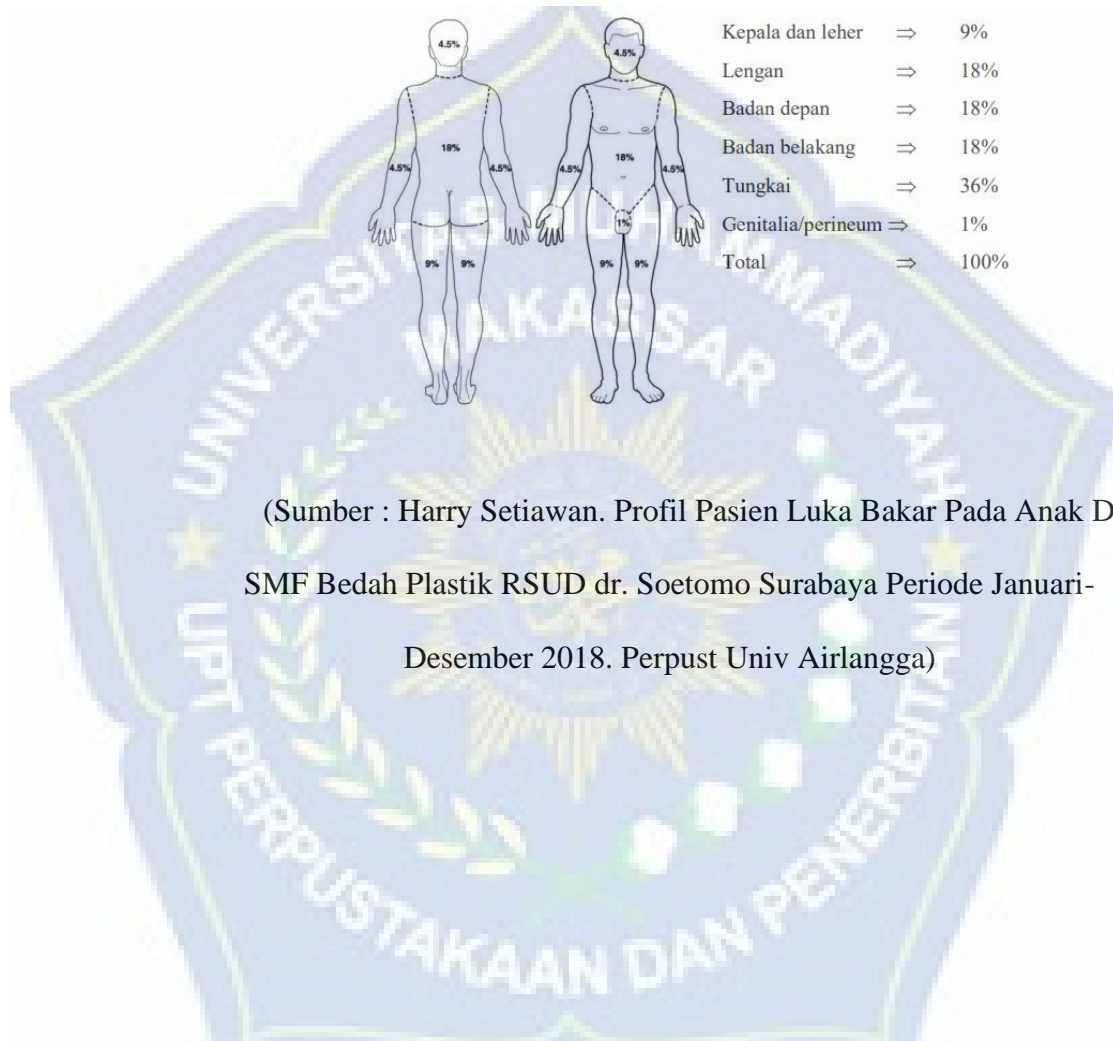 Kepala dan leher ⇒ 9%
Lengan ⇒ 18%
Badan depan ⇒ 18%
Badan belakang ⇒ 18%
Tungkai ⇒ 36%
Genitalia/perineum ⇒ 1%
Total ⇒ 100%
4.5%
18%
4.5%
4.5%
9%
9%
4.5%
18%
4.5%
4.5%
1%
9%
9%
(Sumber : Harry Setiawan. Profil Pasien Luka Bakar Pada Anak D
SMF Bedah Plastik RSUD dr. Soetomo Surabaya Periode Januari-
Desember 2018. Perpust Univ Airlangga)
UNIVERSITAS MUHAMMADIYAH
MAKASSAR
UPT PERPUSTAKAAN DAN PENERBITAN